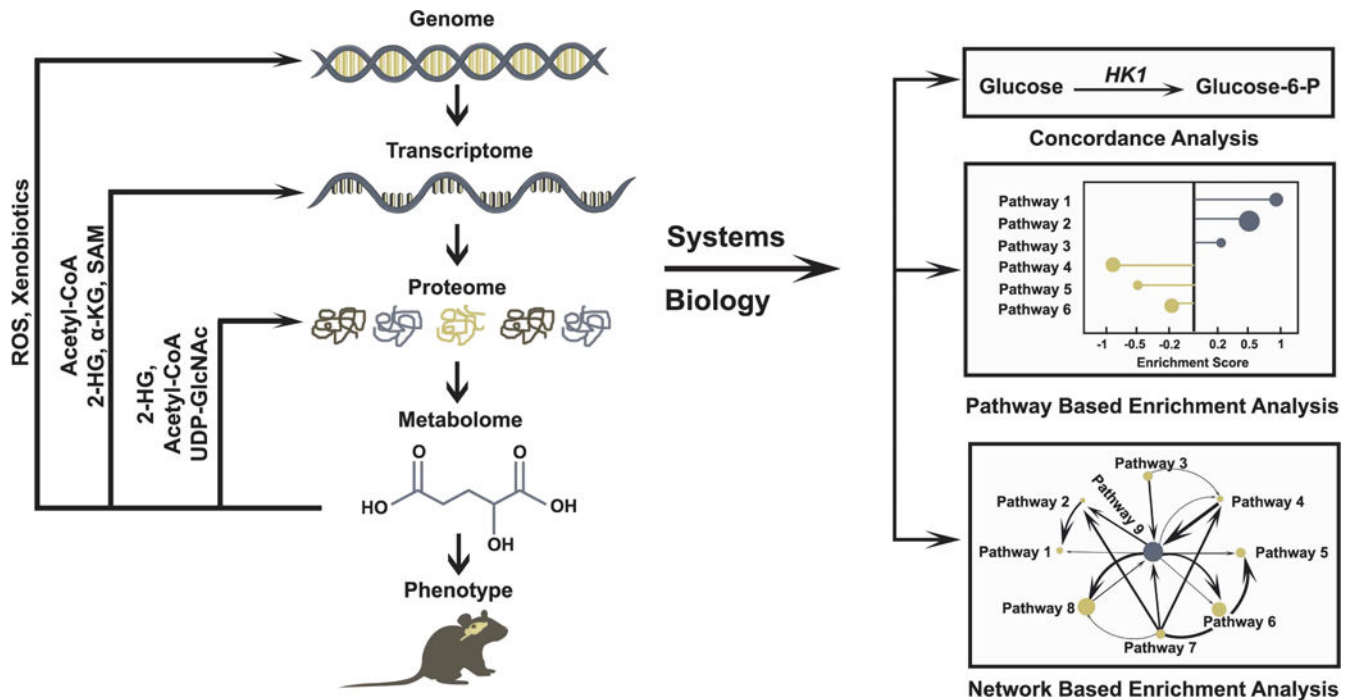 Genome
Transcriptome
Proteome
Metabolome
O
O
HO
OH
OH
Phenotype
ROS, Xenobiotics
Acetyl-CoA
2-HG, α-KG, SAM
2-HG,
Acetyl-CoA
UDP-GlcNAc
Systems
Biology
HK1
Glucose
Glucose-6-P
Concordance Analysis
Pathway 1
Pathway 2
Pathway 3
Pathway 4
Pathway 5
Pathway 6
-1 -0.5 -0.2 0.2 0.5 1
Enrichment Score
Pathway Based Enrichment Analysis
Pathway 3
Pathway 2
Pathway 9
Pathway 4
Pathway 1
Pathway 5
Pathway 8
Pathway 6
Pathway 7
Network Based Enrichment Analysis